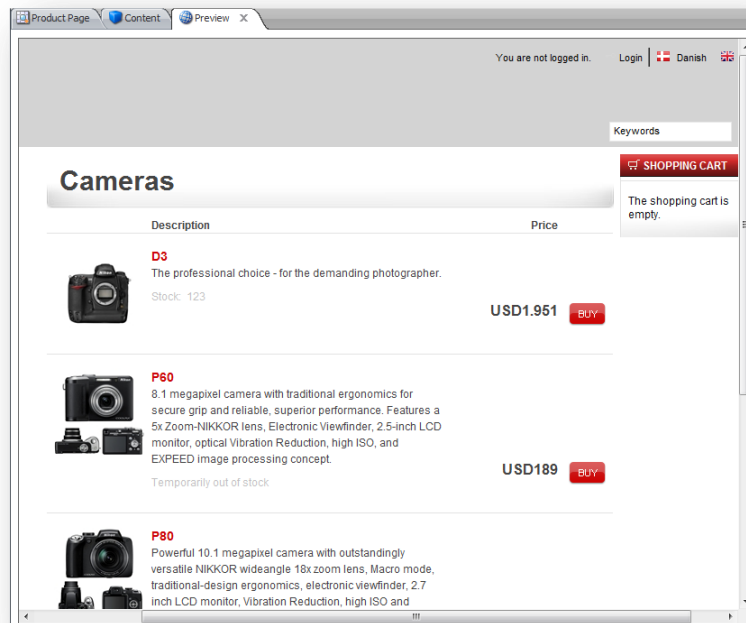 Product Page Content Preview X
You are not logged in. Login Danish
Keywords
SHOPPING CART
The shopping cart is
empty.
Cameras
Description Price
D3
The professional choice - for the demanding photographer.
Stock: 123
USD1.951 BUY
P60
8.1 megapixel camera with traditional ergonomics for
secure grip and reliable, superior performance. Features a
5x Zoom-NIKKOR lens, Electronic Viewfinder, 2.5-inch LCD
monitor, optical Vibration Reduction, high ISO, and
EXPEED image processing concept.
USD189 BUY
Temporarily out of stock
P80
Powerful 10.1 megapixel camera with outstandingly
versatile NIKKOR wideangle 18x zoom lens, Macro mode,
traditional-design ergonomics, electronic viewfinder, 2.7
inch LCD monitor, Vibration Reduction, high ISO and